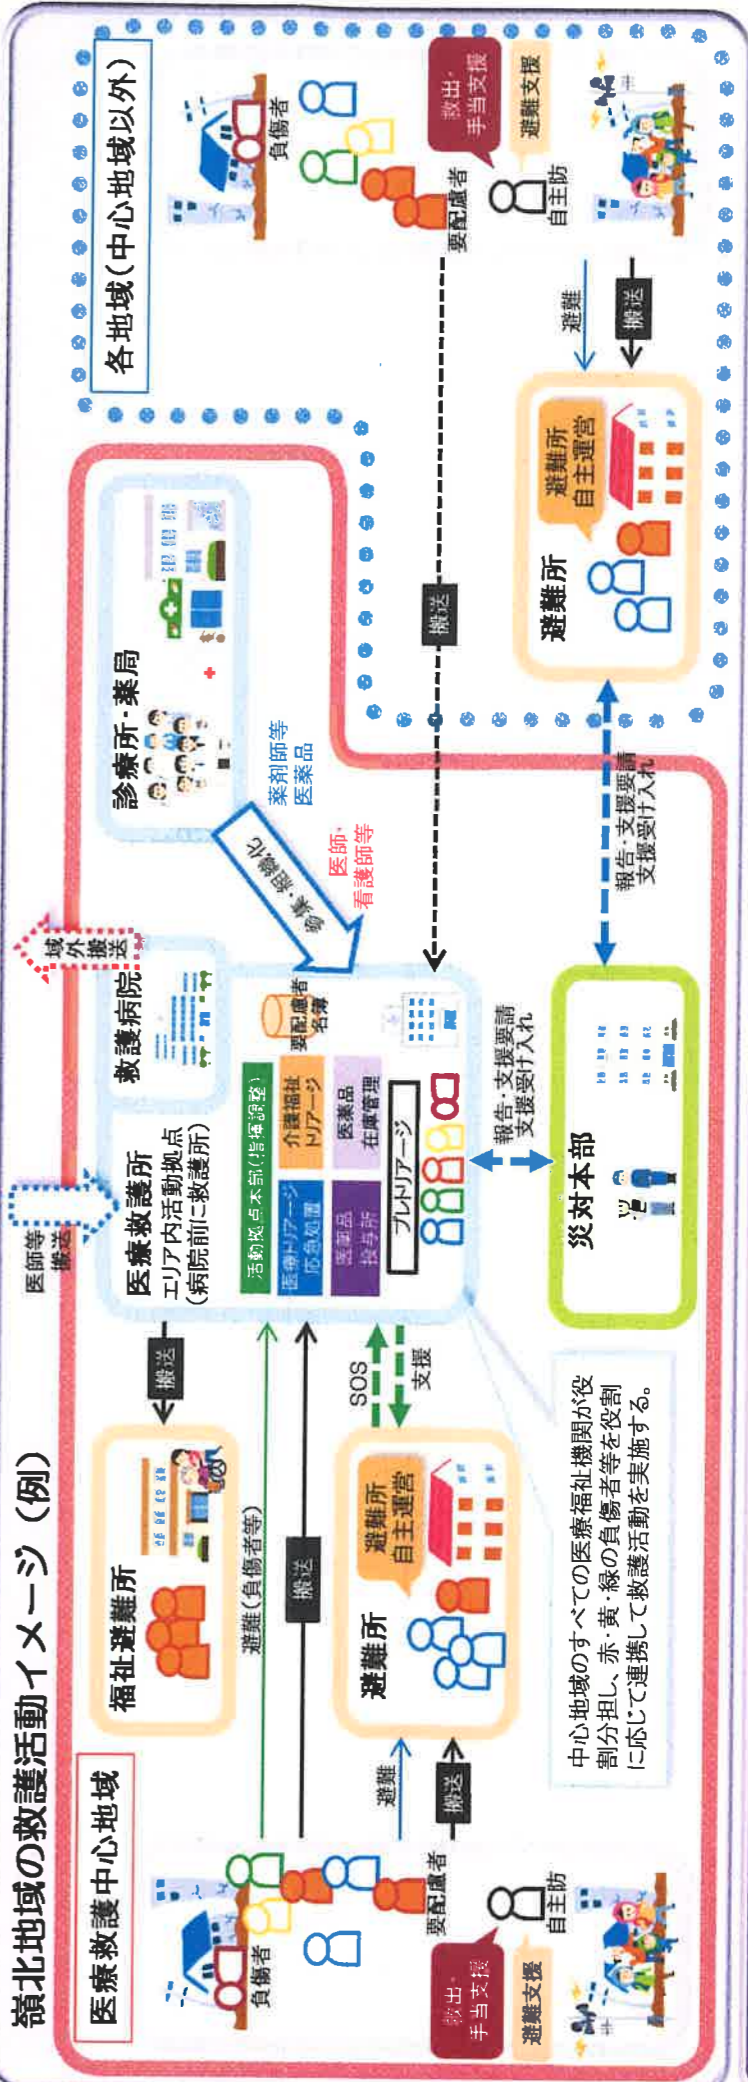 嶺北地域の救護活動イメージ（例）
医療救護中心地域
負傷者
要配慮者
自主防
救出・
手当支援
避難支援
福祉避難所
搬送
避難(負傷者等)
搬送
避難
搬送
避難所
避難所
自主運営
SOS
支援
中心地域のすべての医療福祉機関が役
割分担し、赤・黄・緑の負傷者等を役割
に応じて連携して救護活動を実施する。
医師等
搬送
域外搬送
医療救護所
エリア内活動拠点
(病院前に救護所)
救護病院
活動拠点本部(指揮調整)
医療トリアージ
応急処置
介護福祉
トリアージ
医薬品
投与所
医薬品
在庫管理
要配慮者
名簿
プレトリアージ
報告・支援要請
支援受け入れ
災対本部
診療所・薬局
参集・組織化
薬剤師等
医薬品
医師・
看護師等
搬送
報告・支援要請
支援受け入れ
各地域(中心地域以外)
負傷者
要配慮者
自主防
救出・
手当支援
避難支援
避難
搬送
避難所
避難所
自主運営